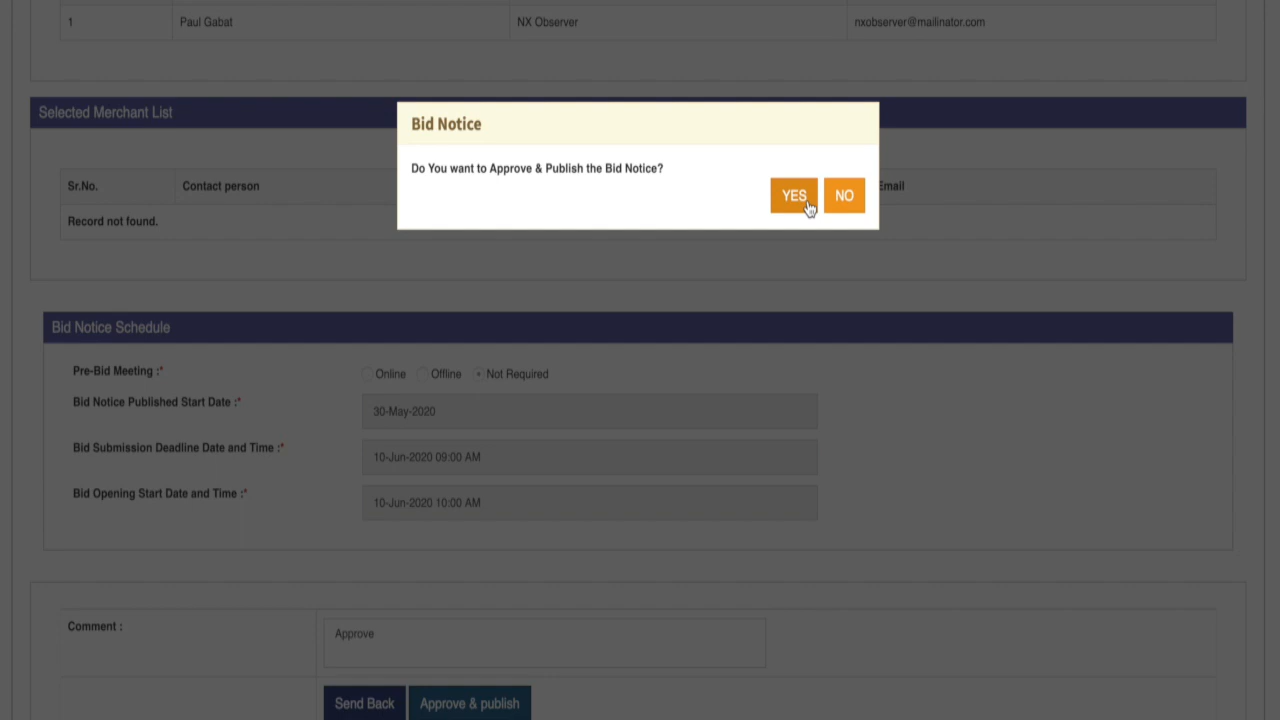 1 Paul Gabat NX Observer nxobserver@mailinator.com
Selected Merchant List
Bid Notice
Do You want to Approve & Publish the Bid Notice?
YES NO
Sr.No. Contact person Email
Record not found.
Bid Notice Schedule
Pre-Bid Meeting :* Online Offline Not Required
Bid Notice Published Start Date :* 30-May-2020
Bid Submission Deadline Date and Time :* 10-Jun-2020 09:00 AM
Bid Opening Start Date and Time :* 10-Jun-2020 10:00 AM
Comment : Approve
Send Back Approve & publish